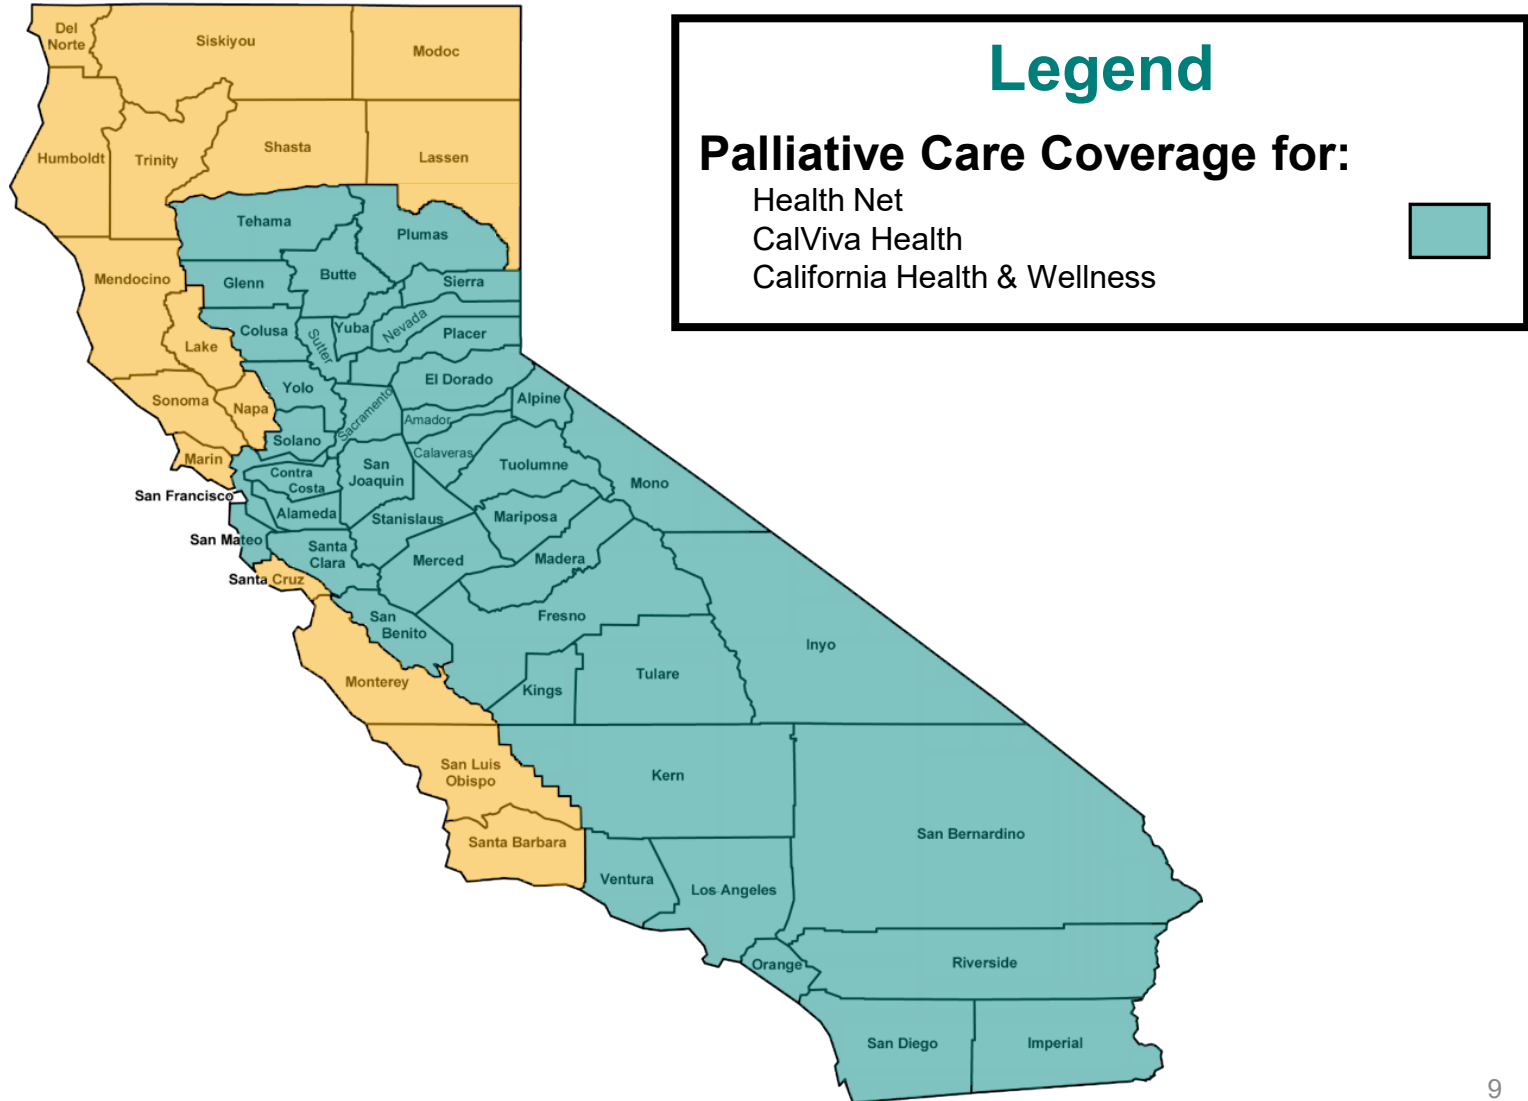 Legend
Palliative Care Coverage for:
Health Net
CalViva Health
California Health & Wellness
Del
Norte
Siskiyou
Modoc
Humboldt
Trinity
Shasta
Lassen
Tehama
Plumas
Mendocino
Glenn
Butte
Sierra
Lake
Colusa
Sutter
Yuba
Nevada
Placer
Sonoma
Napa
Yolo
El Dorado
Sacramento
Amador
Alpine
Marin
Solano
Calaveras
Contra
Costa
San
Joaquin
Tuolumne
Mono
San Francisco
Alameda
Stanislaus
Mariposa
San Mateo
Santa
Clara
Merced
Madera
Santa Cruz
San
Benito
Fresno
Inyo
Monterey
Kings
Tulare
San Luis
Obispo
Kern
Santa Barbara
San Bernardino
Ventura
Los Angeles
Orange
Riverside
San Diego
Imperial
9